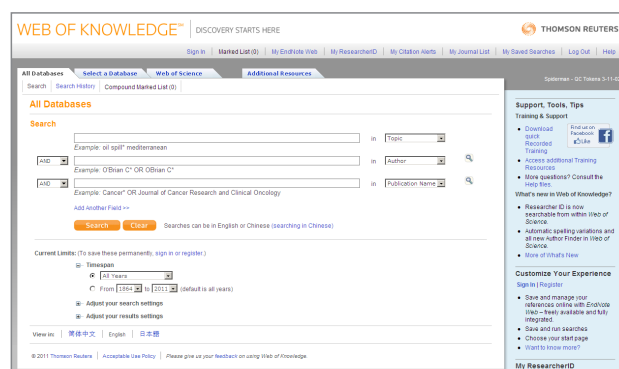 WEB OF KNOWLEDGE℠ | DISCOVERY STARTS HERE
THOMSON REUTERS
Sign In | Marked List (0) | My EndNote Web | My ResearcherID | My Citation Alerts | My Journal List | My Saved Searches | Log Out | Help
All Databases Select a Database Web of Science Additional Resources
Search | Search History | Compound Marked List (0)
All Databases
Search
in Topic
Example: oil spill* mediterranean
AND in Author
Example: O'Brian C* OR OBrian C*
AND in Publication Name
Example: Cancer* OR Journal of Cancer Research and Clinical Oncology
Add Another Field >>
Search Clear Searches can be in English or Chinese (searching in Chinese)
Current Limits: (To save these permanently, sign in or register.)
Timespan
All Years
From 1864 to 2011 (default is all years)
Adjust your search settings
Adjust your results settings
View in: | 简体中文 | English | 日本語
© 2011 Thomson Reuters | Acceptable Use Policy | Please give us your feedback on using Web of Knowledge.
Spiderman - GC Tokens 3-11-0
Support, Tools, Tips
Training & Support
Download quick Recorded Training
Find us on Facebook
Like
Access additional Training Resources
More questions? Consult the Help files.
What's new in Web of Knowledge?
Researcher ID is now searchable from within Web of Science.
Automatic spelling variations and all new Author Finder in Web of Science.
More of What's New
Customize Your Experience
Sign In | Register
Save and manage your references online with EndNote Web – freely available and fully integrated.
Save and run searches
Choose your start page
Want to know more?
My ResearcherID